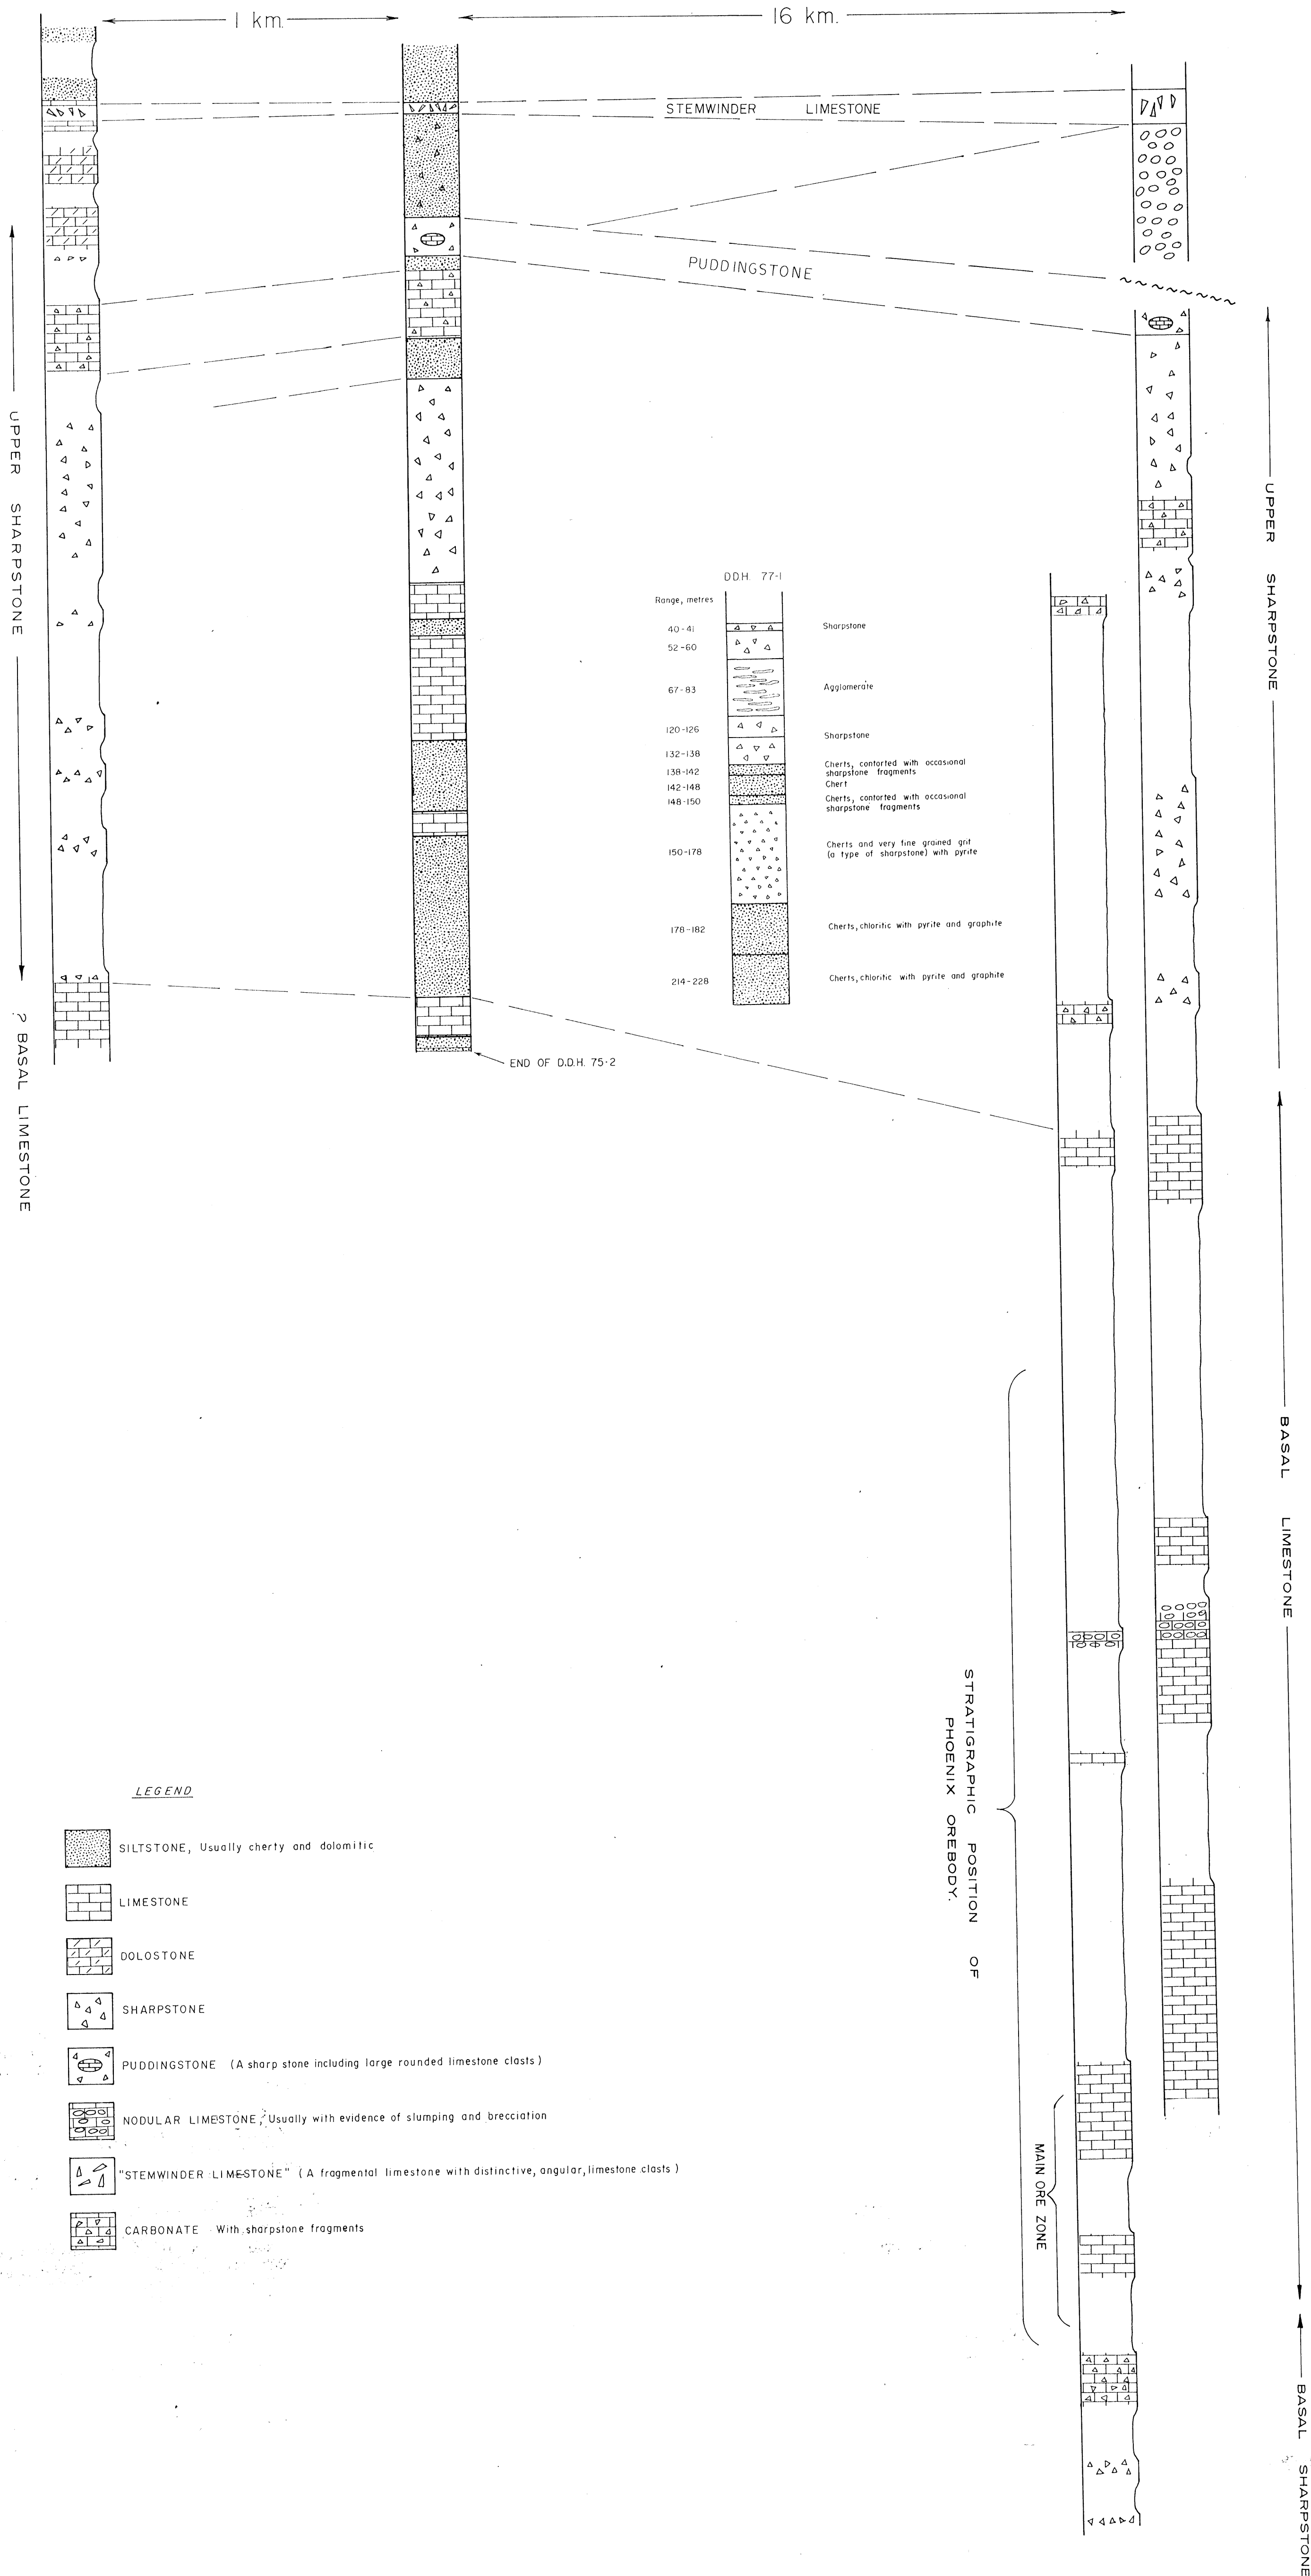 1 km.
16 km.
STEMWINDER LIMESTONE
PUDDINGSTONE
UPPER SHARPSTONE
? BASAL LIMESTONE
END OF D.D.H. 75·2
D.D.H. 77-1
Range, metres
40-41 Sharpstone
52-60
67-83 Agglomerate
120-126 Sharpstone
132-138
138-142 Cherts, contorted with occasional
sharpstone fragments
142-148 Chert
148-150 Cherts, contorted with occasional
sharpstone fragments
150-178 Cherts and very fine grained grit
(a type of sharpstone) with pyrite
178-182 Cherts, chloritic with pyrite and graphite
214-228 Cherts, chloritic with pyrite and graphite
UPPER SHARPSTONE
BASAL LIMESTONE
BASAL SHARPSTONE
STRATIGRAPHIC POSITION OF
PHOENIX OREBODY.
MAIN ORE ZONE
LEGEND
SILTSTONE, Usually cherty and dolomitic
LIMESTONE
DOLOSTONE
SHARPSTONE
PUDDINGSTONE (A sharp stone including large rounded limestone clasts)
NODULAR LIMESTONE, Usually with evidence of slumping and brecciation
"STEMWINDER LIMESTONE" (A fragmental limestone with distinctive, angular, limestone clasts)
CARBONATE With sharpstone fragments